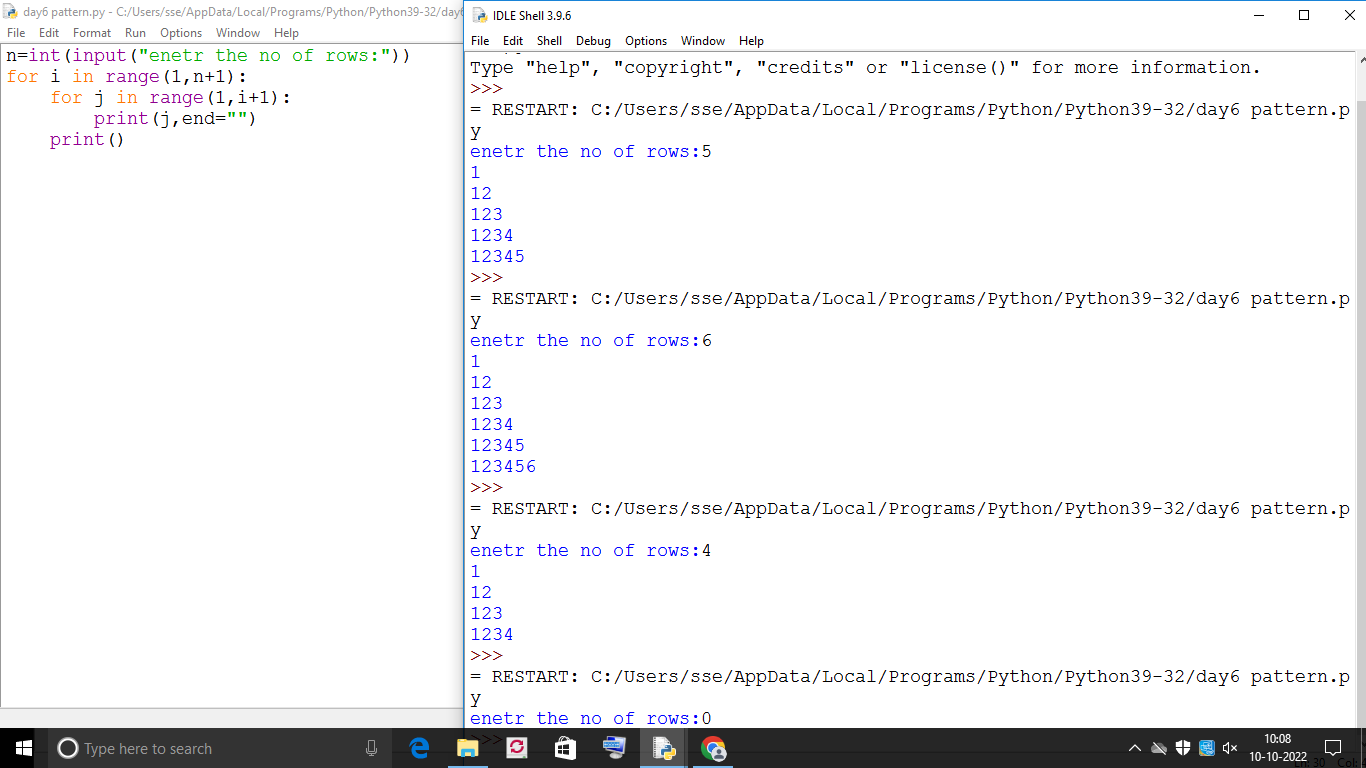 day6 pattern.py - C:/Users/sse/AppData/Local/Programs/Python/Python39-32/day6
File Edit Format Run Options Window Help
n=int(input("enetr the no of rows:"))
for i in range(1,n+1):
    for j in range(1,i+1):
        print(j,end="")
    print()
IDLE Shell 3.9.6
File Edit Shell Debug Options Window Help
Type "help", "copyright", "credits" or "license()" for more information.
>>>
= RESTART: C:/Users/sse/AppData/Local/Programs/Python/Python39-32/day6 pattern.p
y
enetr the no of rows:5
1
12
123
1234
12345
>>>
= RESTART: C:/Users/sse/AppData/Local/Programs/Python/Python39-32/day6 pattern.p
y
enetr the no of rows:6
1
12
123
1234
12345
123456
>>>
= RESTART: C:/Users/sse/AppData/Local/Programs/Python/Python39-32/day6 pattern.p
y
enetr the no of rows:4
1
12
123
1234
>>>
= RESTART: C:/Users/sse/AppData/Local/Programs/Python/Python39-32/day6 pattern.p
y
enetr the no of rows:0
>>>
Type here to search
10:08
10-10-2022
Ln: 30 Col: